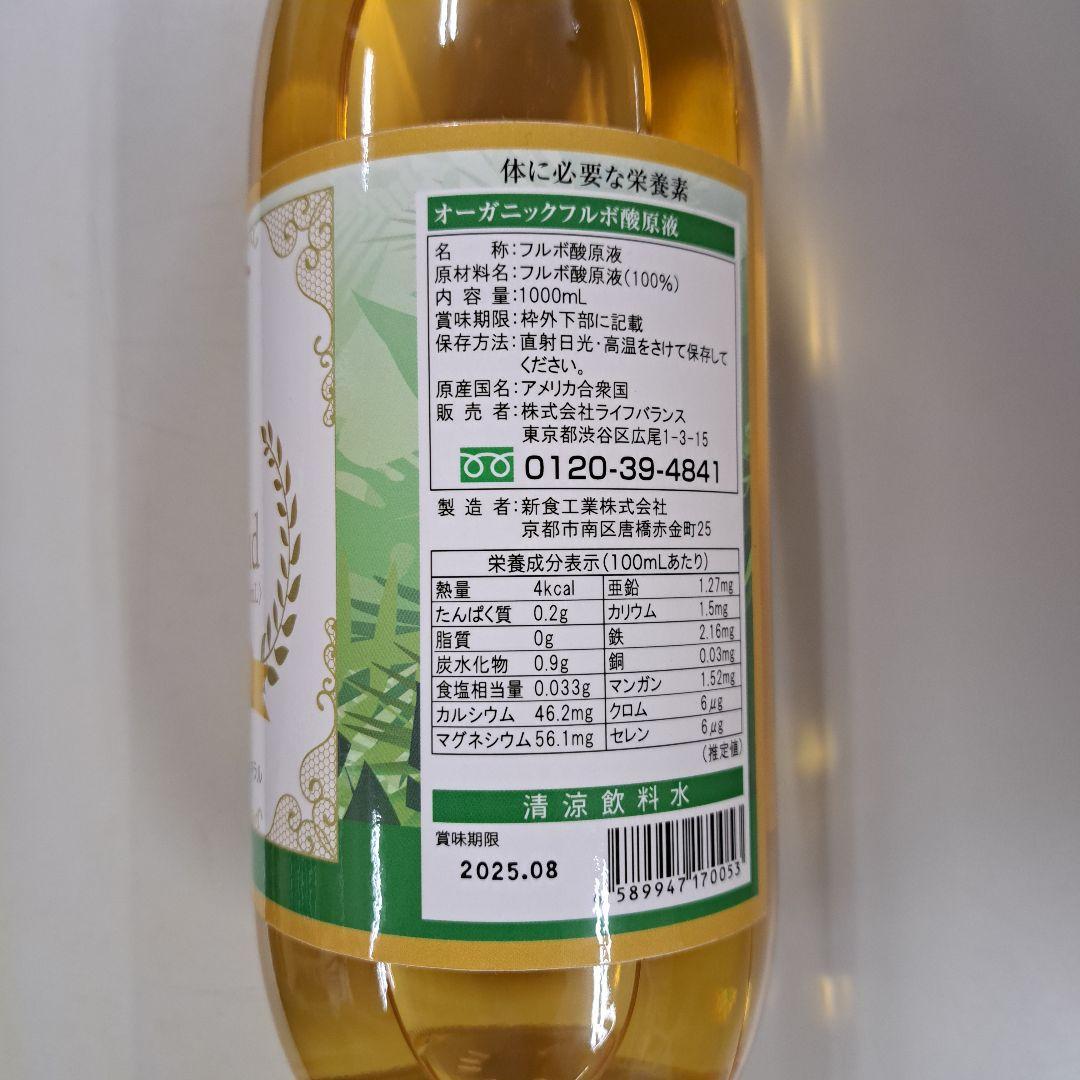 体に必要な栄養素
オーガニックフルボ酸原液
名 称:フルボ酸原液
原材料名:フルボ酸原液(100%)
内容量:1000mL
賞味期限:枠外下部に記載
保存方法:直射日光・高温をさけて保存して
ください。
原産国名:アメリカ合衆国
販売者:株式会社ライフバランス
東京都渋谷区広尾1-3-15
0120-39-4841
製造者:新食工業株式会社
京都市南区唐橋赤金町25
栄養成分表示(100mLあたり)
熱量 4kcal 亜鉛 1.27mg
たんぱく質 0.2g カリウム 1.5mg
脂質 0g 鉄 2.16mg
炭水化物 0.9g 銅 0.03mg
食塩相当量 0.033g マンガン 1.52mg
カルシウム 46.2mg クロム 6μg
マグネシウム 56.1mg セレン 6μg
(推定値)
清涼飲料水
賞味期限
2025.08
589947 170053